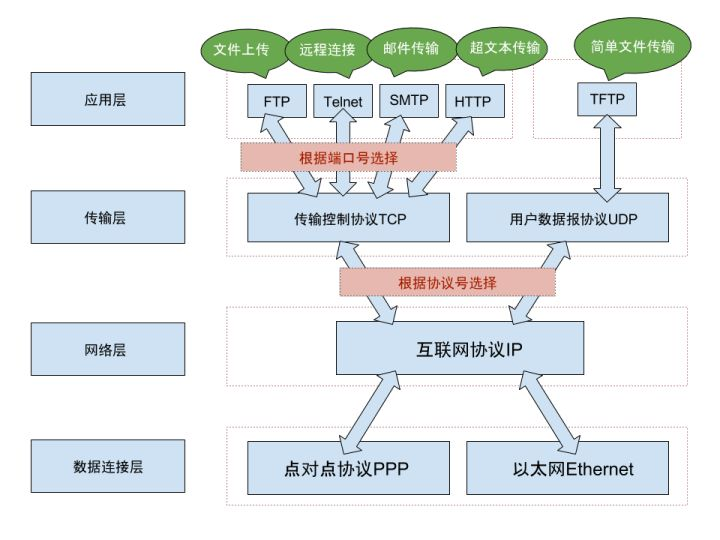 文件上传
远程连接
邮件传输
超文本传输
简单文件传输
应用层
FTP
Telnet
SMTP
HTTP
TFTP
根据端口号选择
传输层
传输控制协议TCP
用户数据报协议UDP
根据协议号选择
网络层
互联网协议IP
数据连接层
点对点协议PPP
以太网Ethernet